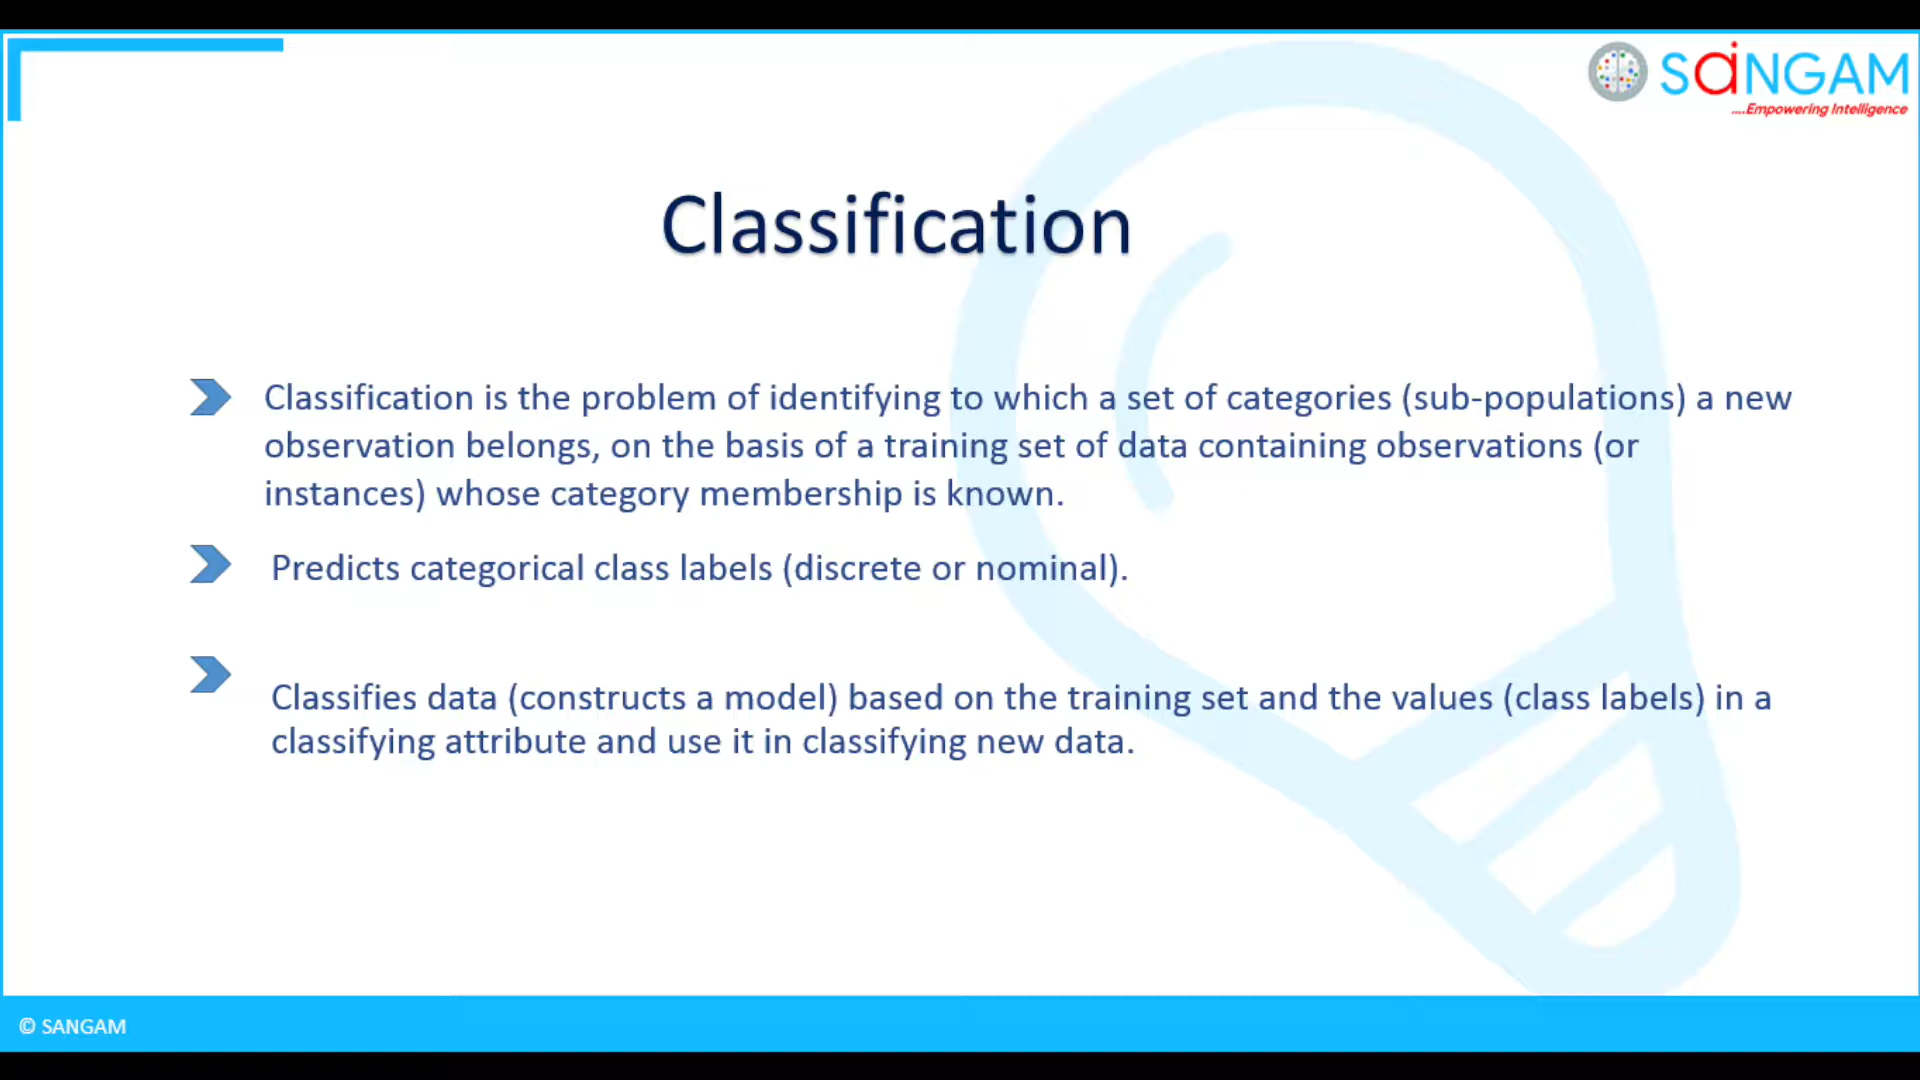 SaiNGAM
....Empowering Intelligence
Classification
Classification is the problem of identifying to which a set of categories (sub-populations) a new
observation belongs, on the basis of a training set of data containing observations (or
instances) whose category membership is known.
Predicts categorical class labels (discrete or nominal).
Classifies data (constructs a model) based on the training set and the values (class labels) in a
classifying attribute and use it in classifying new data.
© SANGAM